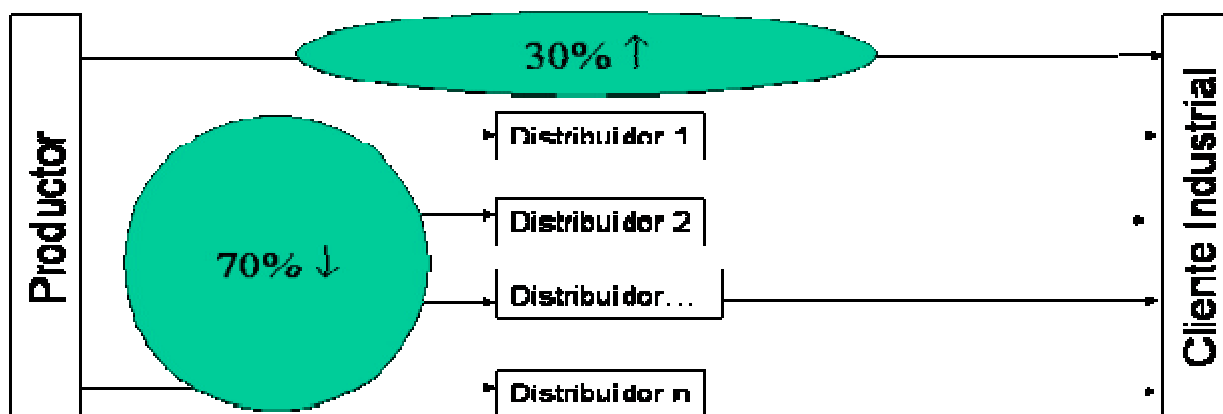 Productor
30% ↑
Distribuidor 1
Distribuidor 2
70% ↓
Distribuidor...
Distribuidor n
Cliente Industrial